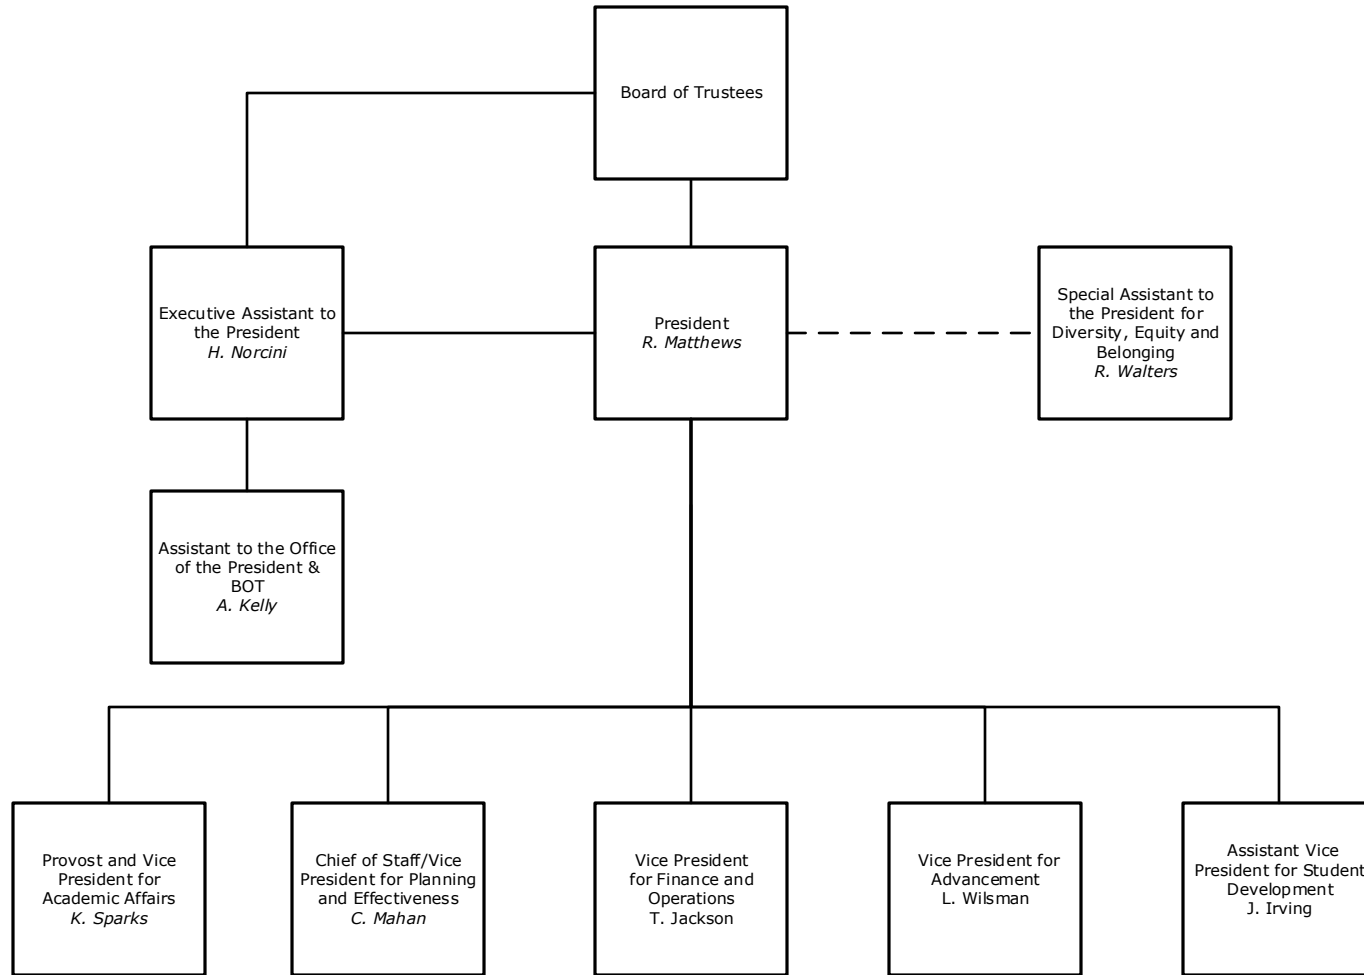 Board of Trustees
Executive Assistant to
the President
H. Norcini
President
R. Matthews
Special Assistant to
the President for
Diversity, Equity and
Belonging
R. Walters
Assistant to the Office
of the President &
BOT
A. Kelly
Provost and Vice
President for
Academic Affairs
K. Sparks
Chief of Staff/Vice
President for Planning
and Effectiveness
C. Mahan
Vice President
for Finance and
Operations
T. Jackson
Vice President for
Advancement
L. Wilsman
Assistant Vice
President for Student
Development
J. Irving